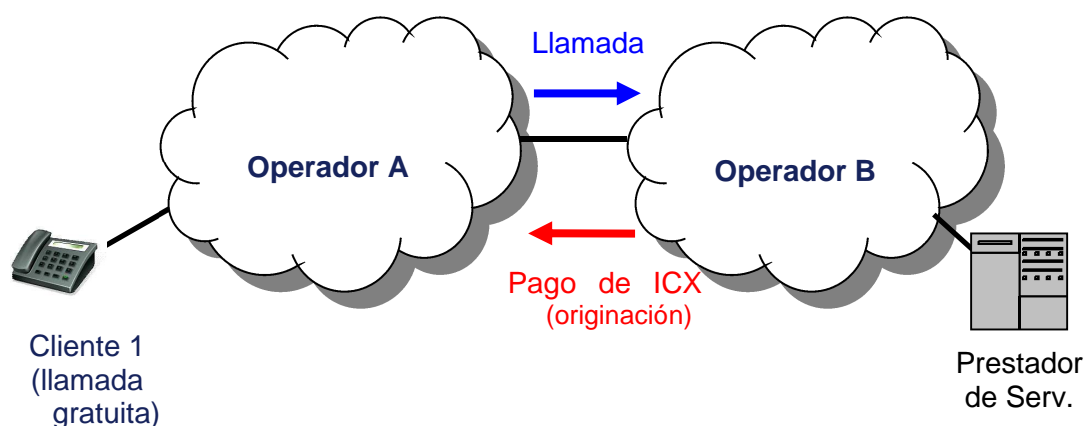 Llamada
Operador A
Operador B
Pago de ICX
(originación)
Cliente 1
(llamada
gratuita)
Prestador
de Serv.